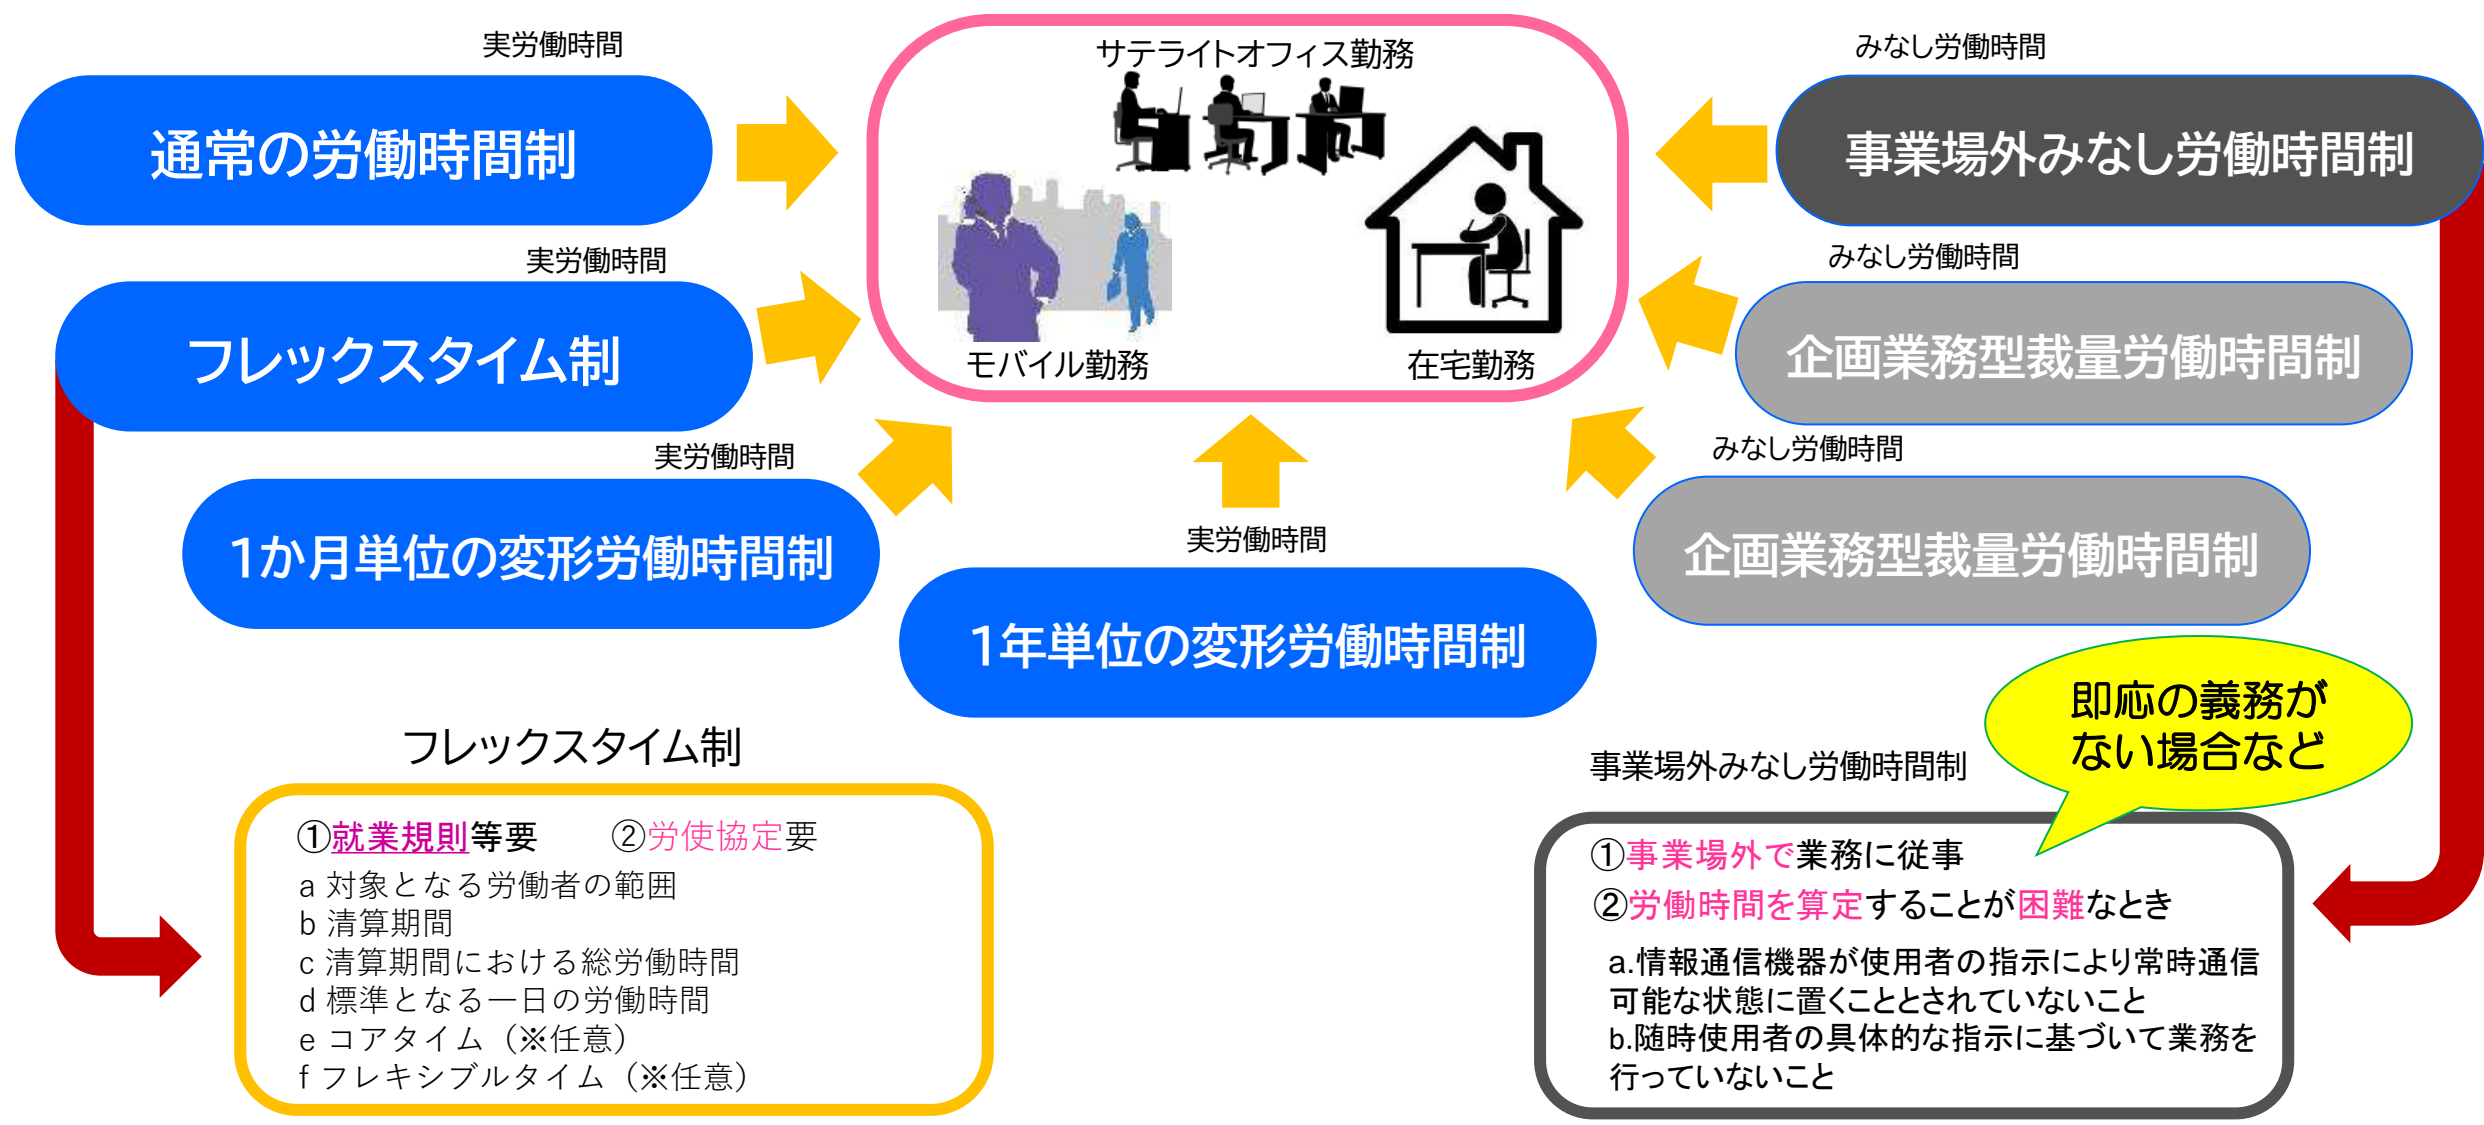 実労働時間
通常の労働時間制
実労働時間
フレックスタイム制
実労働時間
1か月単位の変形労働時間制
サテライトオフィス勤務
モバイル勤務
在宅勤務
実労働時間
1年単位の変形労働時間制
みなし労働時間
事業場外みなし労働時間制
みなし労働時間
企画業務型裁量労働時間制
みなし労働時間
企画業務型裁量労働時間制
フレックスタイム制
①就業規則等要 ②労使協定要
a 対象となる労働者の範囲
b 清算期間
c 清算期間における総労働時間
d 標準となる一日の労働時間
e コアタイム（※任意）
f フレキシブルタイム（※任意）
即応の義務が
ない場合など
事業場外みなし労働時間制
①事業場外で業務に従事
②労働時間を算定することが困難なとき
a.情報通信機器が使用者の指示により常時通信
可能な状態に置くこととされていないこと
b.随時使用者の具体的な指示に基づいて業務を
行っていないこと